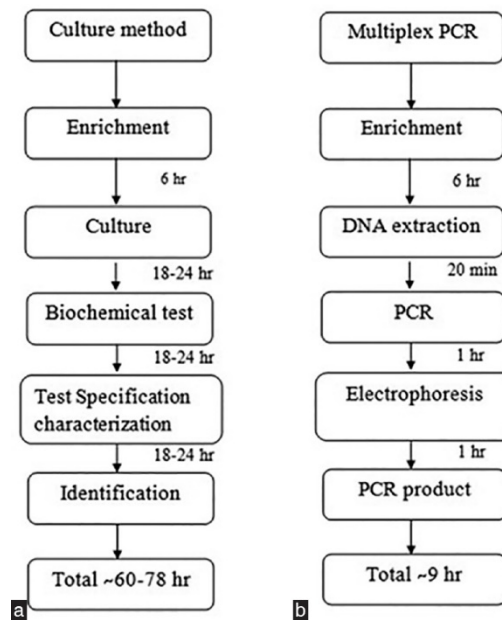 Culture method
Enrichment
6 hr
Culture
18-24 hr
Biochemical test
18-24 hr
Test Specification
characterization
18-24 hr
Identification
Total ~60-78 hr
a
Multiplex PCR
Enrichment
6 hr
DNA extraction
20 min
PCR
1 hr
Electrophoresis
1 hr
PCR product
Total ~9 hr
b